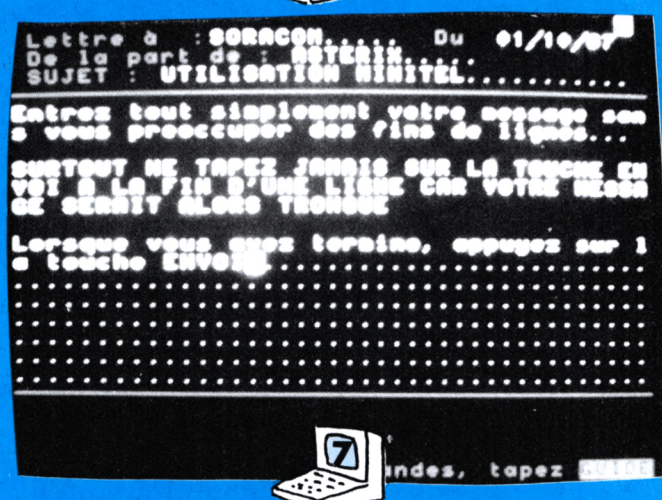 Lettre à :SORACOM..... Du 01/10/87
De la part de : ASTERIX.....
SUJET : UTILISATION MINITEL...........
Entrez tout simplement votre message san
s vous preoccuper des fins de lignes...
SURTOUT NE TAPEZ JAMAIS SUR LA TOUCHE EN
VOI A LA FIN D'UNE LIGNE CAR VOTRE MESSA
GE SERAIT ALORS TRONQUE
Lorsque vous avez termine, appuyez sur l
a touche ENVOI
7
andes, tapez GUIDE